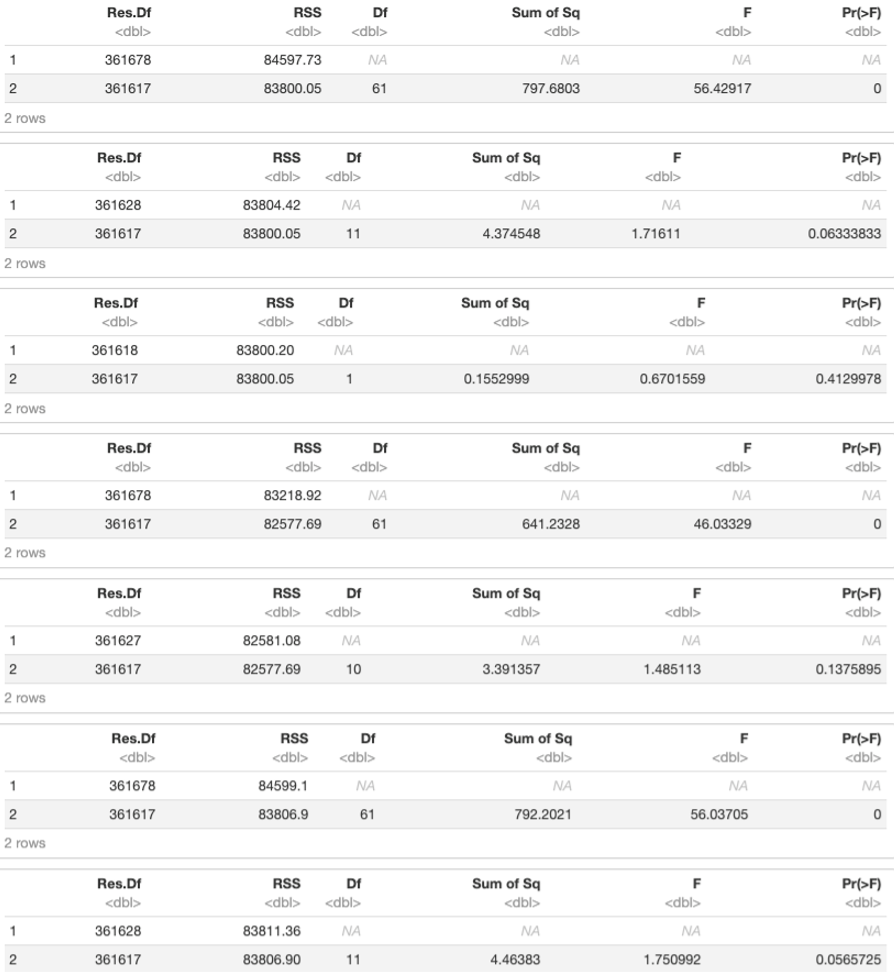 Res.Df RSS Df Sum of Sq F Pr(>F)
<dbl> <dbl> <dbl> <dbl> <dbl> <dbl>
1 361678 84597.73 NA NA NA NA
2 361617 83800.05 61 797.6803 56.42917 0
2 rows
Res.Df RSS Df Sum of Sq F Pr(>F)
<dbl> <dbl> <dbl> <dbl> <dbl> <dbl>
1 361628 83804.42 NA NA NA NA
2 361617 83800.05 11 4.374548 1.71611 0.06333833
2 rows
Res.Df RSS Df Sum of Sq F Pr(>F)
<dbl> <dbl> <dbl> <dbl> <dbl> <dbl>
1 361618 83800.20 NA NA NA NA
2 361617 83800.05 1 0.1552999 0.6701559 0.4129978
2 rows
Res.Df RSS Df Sum of Sq F Pr(>F)
<dbl> <dbl> <dbl> <dbl> <dbl> <dbl>
1 361678 83218.92 NA NA NA NA
2 361617 82577.69 61 641.2328 46.03329 0
2 rows
Res.Df RSS Df Sum of Sq F Pr(>F)
<dbl> <dbl> <dbl> <dbl> <dbl> <dbl>
1 361627 82581.08 NA NA NA NA
2 361617 82577.69 10 3.391357 1.485113 0.1375895
2 rows
Res.Df RSS Df Sum of Sq F Pr(>F)
<dbl> <dbl> <dbl> <dbl> <dbl> <dbl>
1 361678 84599.1 NA NA NA NA
2 361617 83806.9 61 792.2021 56.03705 0
2 rows
Res.Df RSS Df Sum of Sq F Pr(>F)
<dbl> <dbl> <dbl> <dbl> <dbl> <dbl>
1 361628 83811.36 NA NA NA NA
2 361617 83806.90 11 4.46383 1.750992 0.0565725